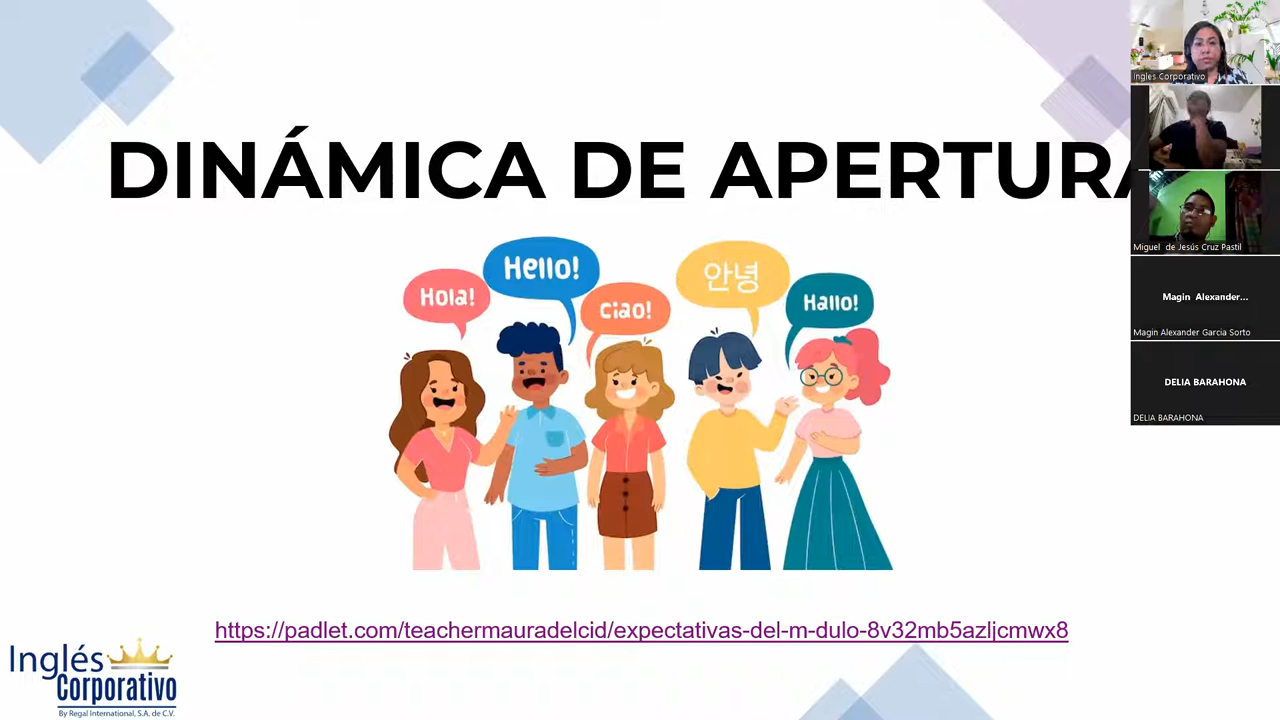 DINÁMICA DE APERTURA
Hola!
Hello!
Ciao!
안녕
Hallo!
https://padlet.com/teachermauradelcid/expectativas-del-m-dulo-8v32mb5azljcmwx8
Inglés
Corporativo
By Regal International, S.A. de C.V.
Ingles Corporativo
Miguel de Jesús Cruz Pastil
Magin Alexander...
Magin Alexander Garcia Sorto
DELIA BARAHONA
DELIA BARAHONA